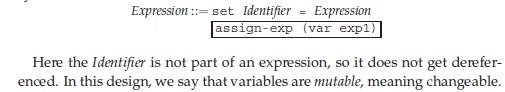 Expression ::= set Identifier = Expression
assign-exp (var exp1)
Here the Identifier is not part of an expression, so it does not get derefer-
enced. In this design, we say that variables are mutable, meaning changeable.